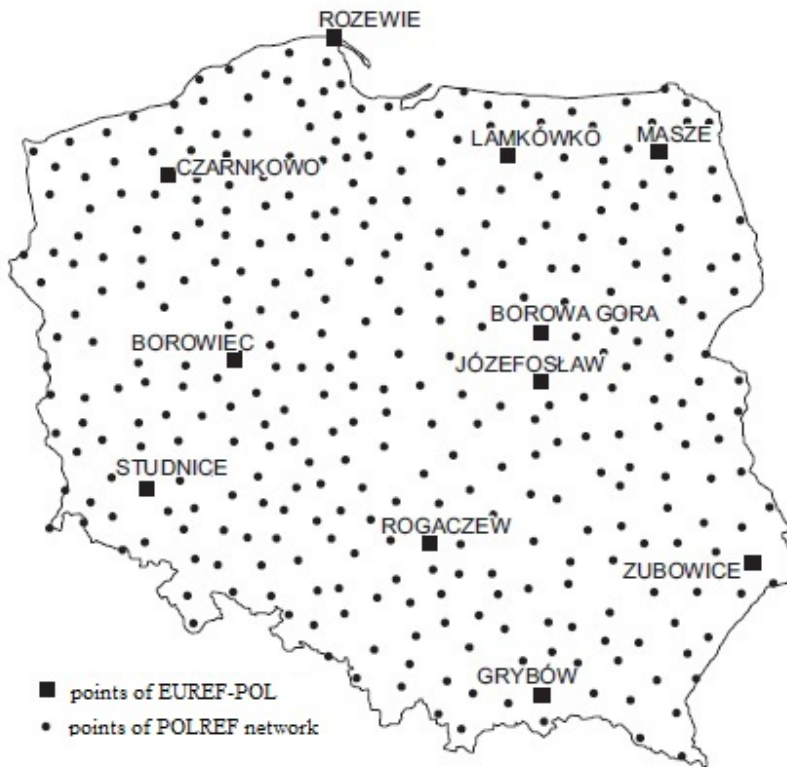 ROZEWIE
LAMKÓWKO
MASZE
CZARNKOWO
BOROWA GORA
BOROWIEC
JÓZEFOSŁAW
STUDNICE
ROGACZEW
ZUBOWICE
GRYBÓW
points of EUREF-POL
points of POLREF network